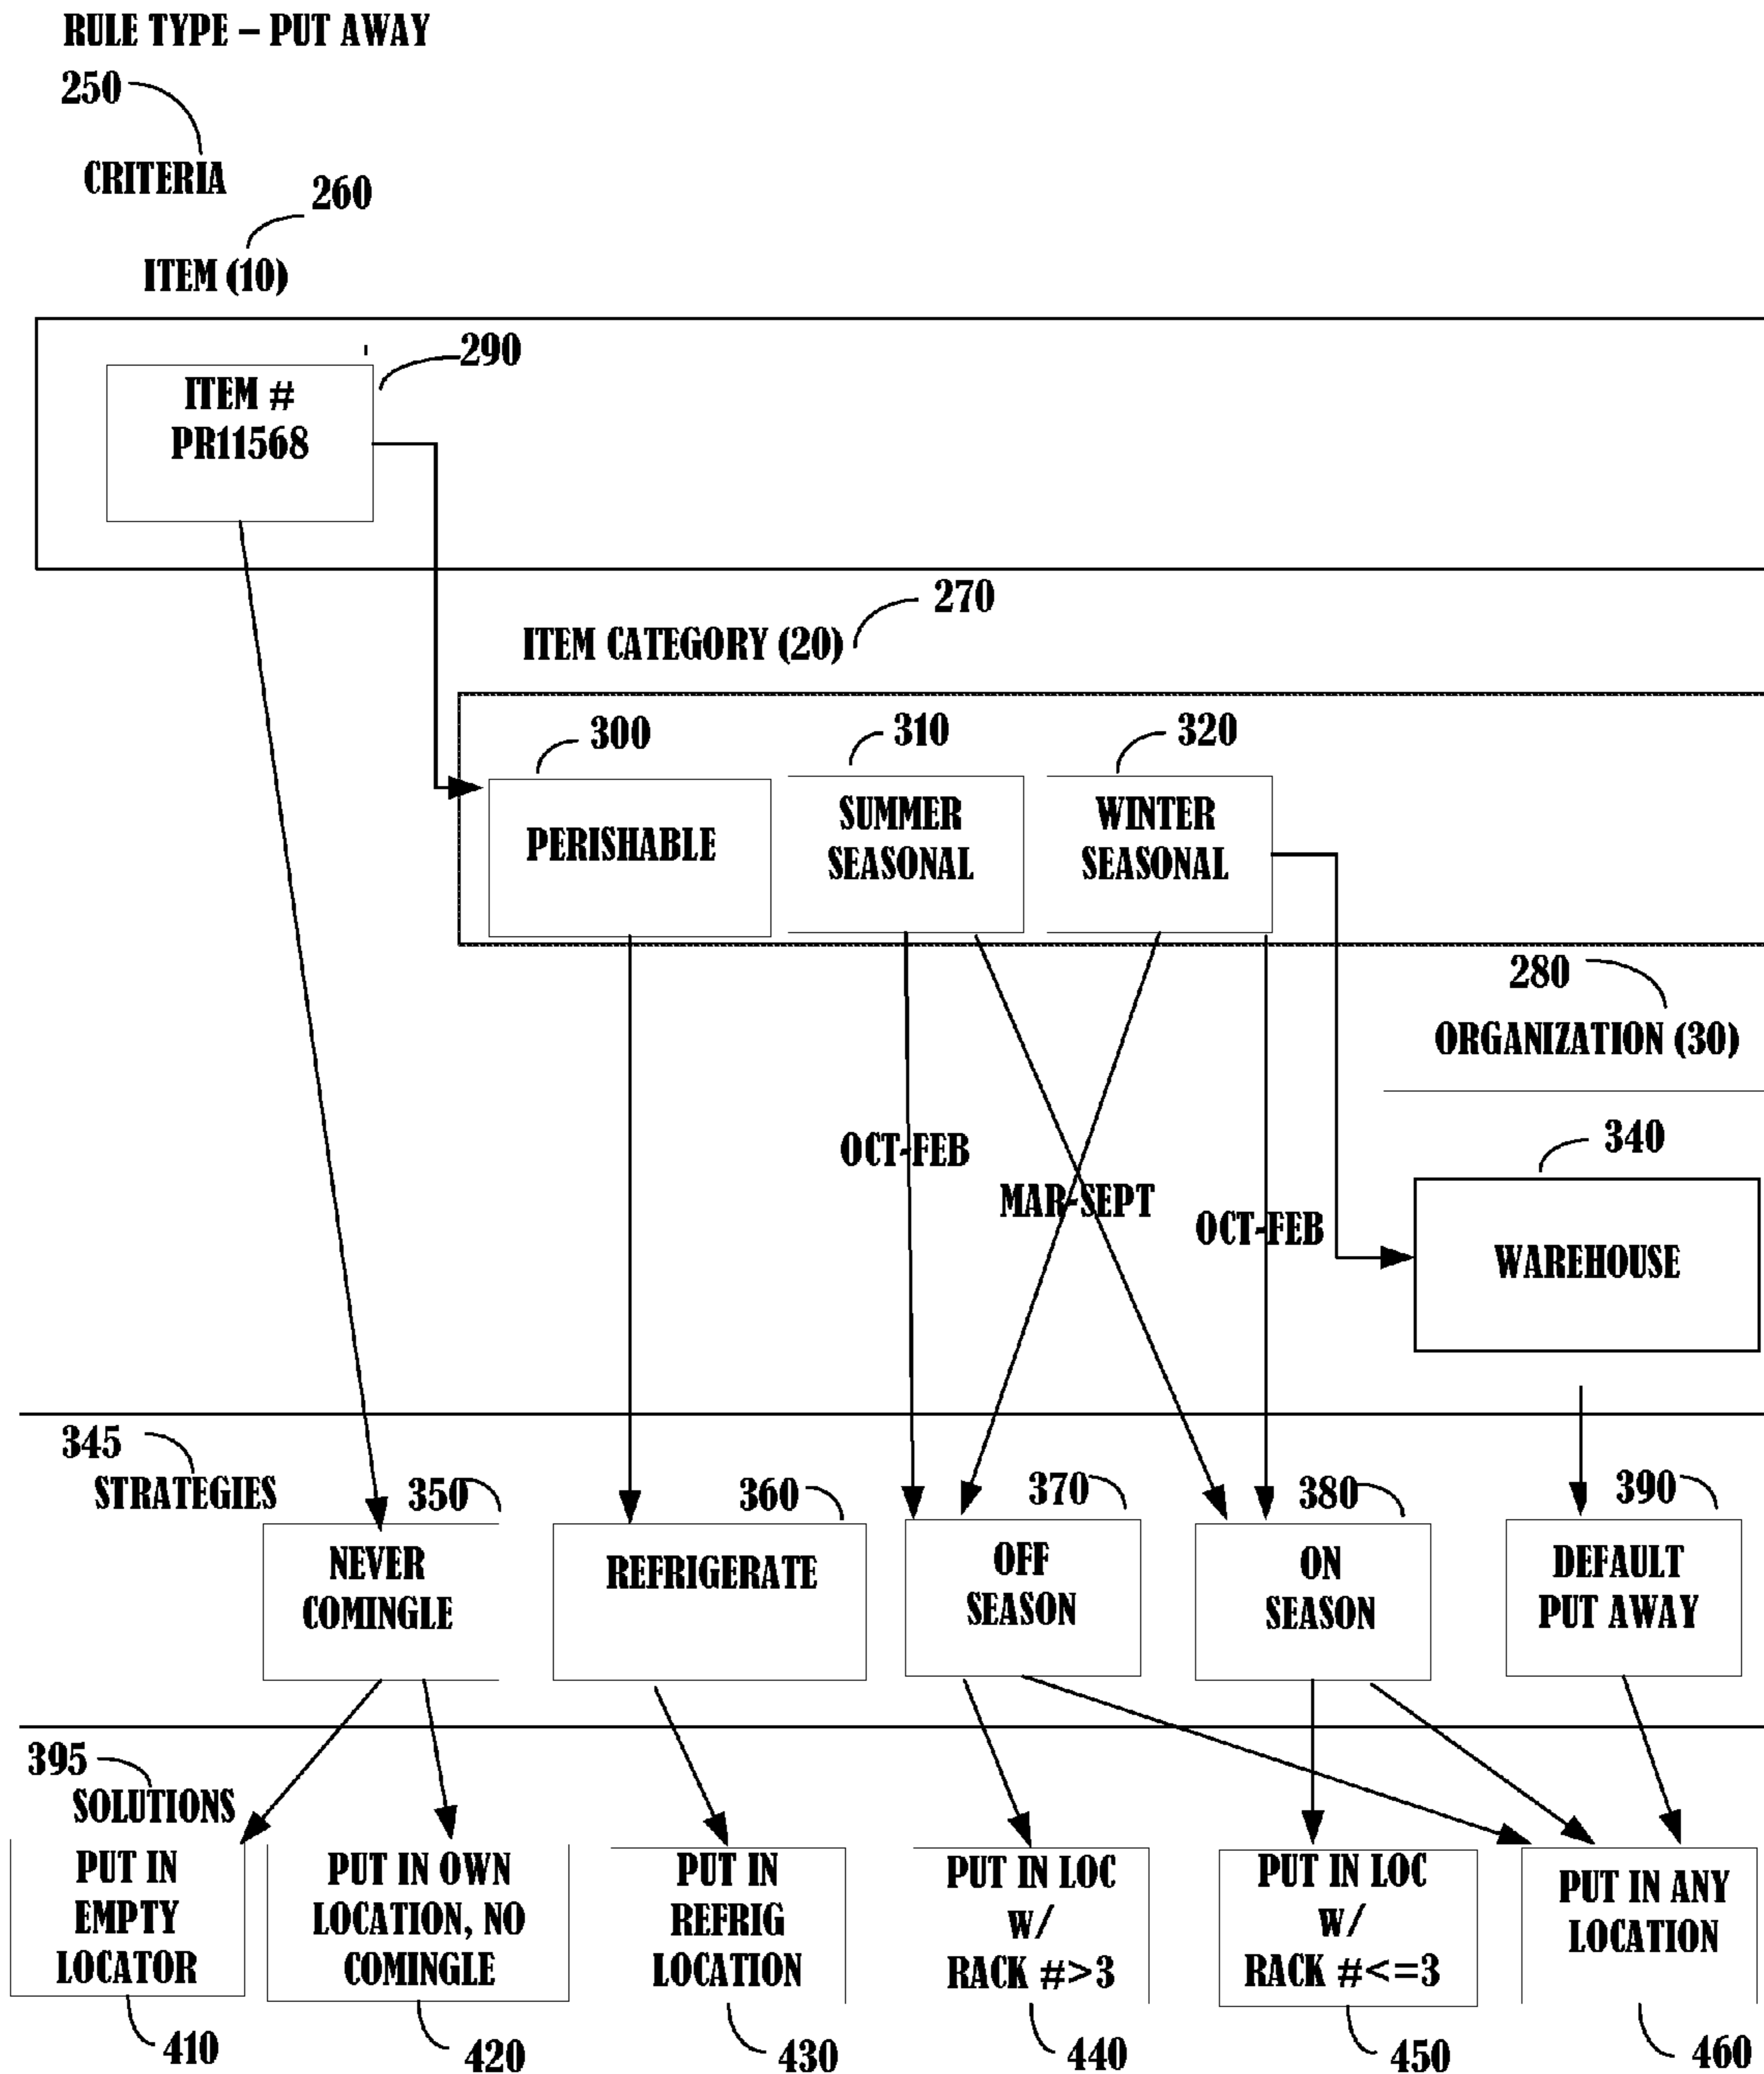 RULE TYPE – PUT AWAY
250
CRITERIA
260
ITEM (10)
290
ITEM #
PR11568
270
ITEM CATEGORY (20)
300
310
320
PERISHABLE
SUMMER
SEASONAL
WINTER
SEASONAL
280
ORGANIZATION (30)
340
OCT-FEB
MAR-SEPT
OCT-FEB
WAREHOUSE
345
STRATEGIES
350
360
370
380
390
NEVER
COMINGLE
REFRIGERATE
OFF
SEASON
ON
SEASON
DEFAULT
PUT AWAY
395
SOLUTIONS
PUT IN
EMPTY
LOCATOR
PUT IN OWN
LOCATION, NO
COMINGLE
PUT IN
REFRIG
LOCATION
PUT IN LOC
W/
RACK #>3
PUT IN LOC
W/
RACK #<=3
PUT IN ANY
LOCATION
410
420
430
440
450
460